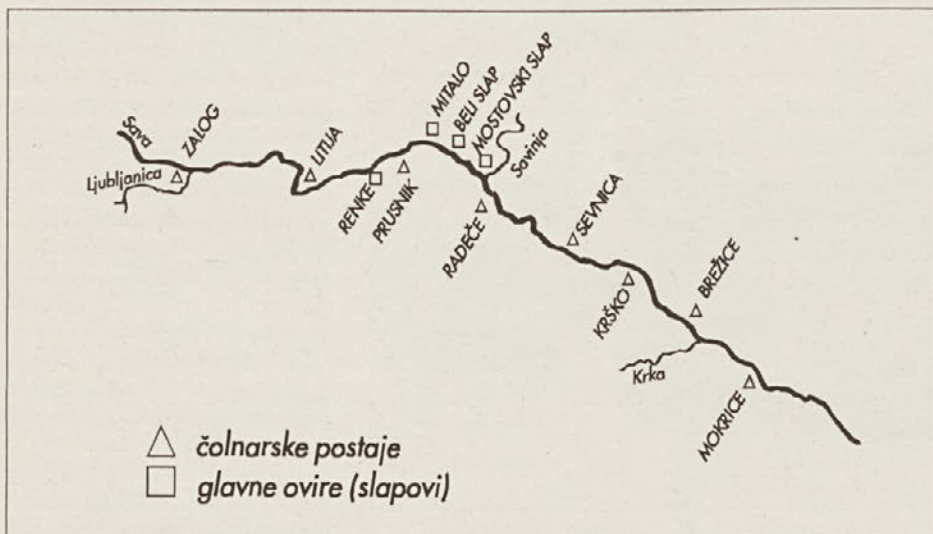 Sava
ZALOG
Ljubljanica
LITIJA
RENKE
PRUSNIK
MITALO
BELI SLAP
MOSTOVSKI SLAP
Savinja
RADEČE
SEVNICA
KRŠKO
BREŽICE
Krka
MOKRICE
čolnarske postaje
glavne ovire (slapovi)